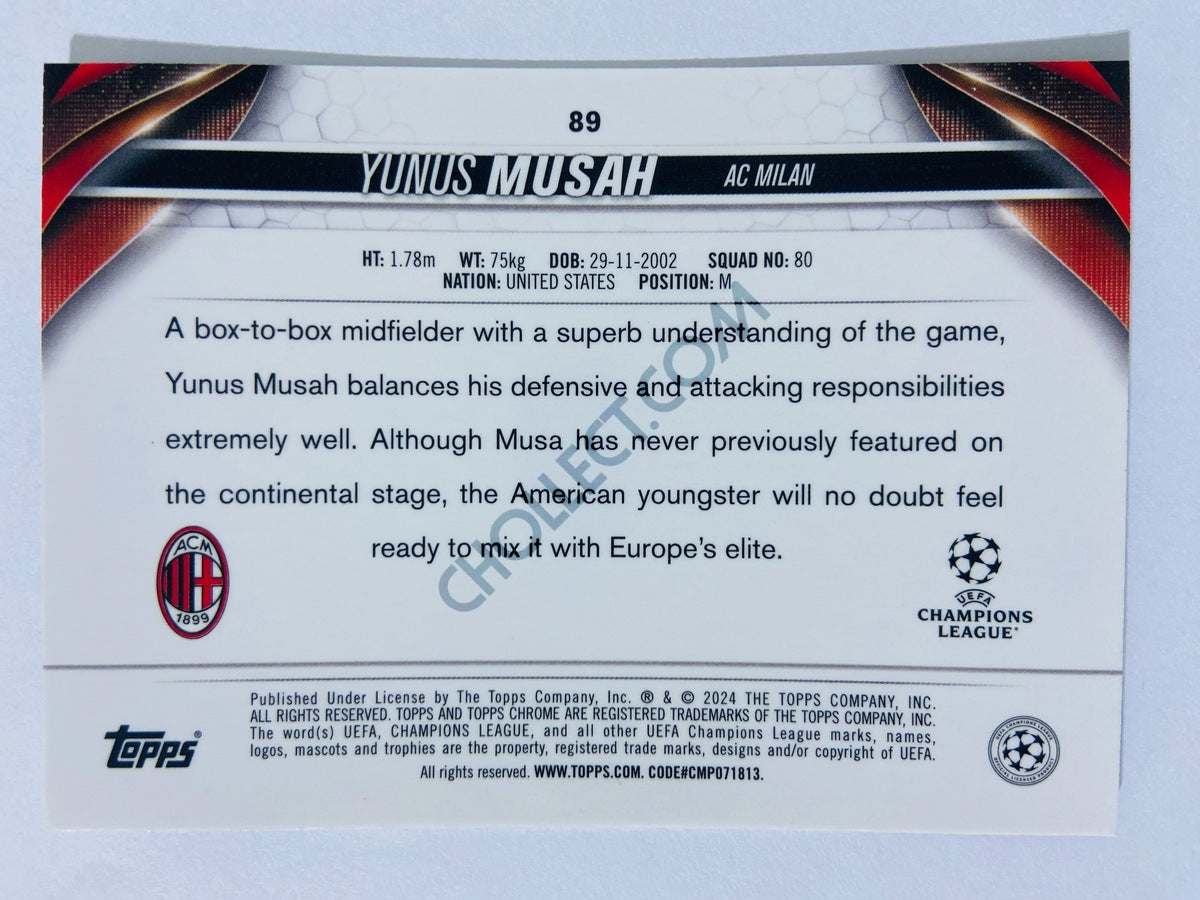 89
YUNUS MUSAH AC MILAN
HT: 1.78m WT: 75kg DOB: 29-11-2002 SQUAD NO: 80
NATION: UNITED STATES POSITION: M
A box-to-box midfielder with a superb understanding of the game,
Yunus Musah balances his defensive and attacking responsibilities
extremely well. Although Musa has never previously featured on
the continental stage, the American youngster will no doubt feel
ready to mix it with Europe's elite.
CHOLLECT.COM
ACM
1899
UEFA
CHAMPIONS
LEAGUE®
Published Under License by The Topps Company, Inc. ® & © 2024 THE TOPPS COMPANY, INC.
ALL RIGHTS RESERVED. TOPPS AND TOPPS CHROME ARE REGISTERED TRADEMARKS OF THE TOPPS COMPANY, INC.
The word(s) UEFA, CHAMPIONS LEAGUE, and all other UEFA Champions League marks, names,
logos, mascots and trophies are the property, registered trade marks, designs and/or copyright of UEFA.
All rights reserved. WWW.TOPPS.COM. CODE#CMP071813.
Topps®
UEFA CHAMPIONS LEAGUE
OFFICIAL LICENSED PRODUCT